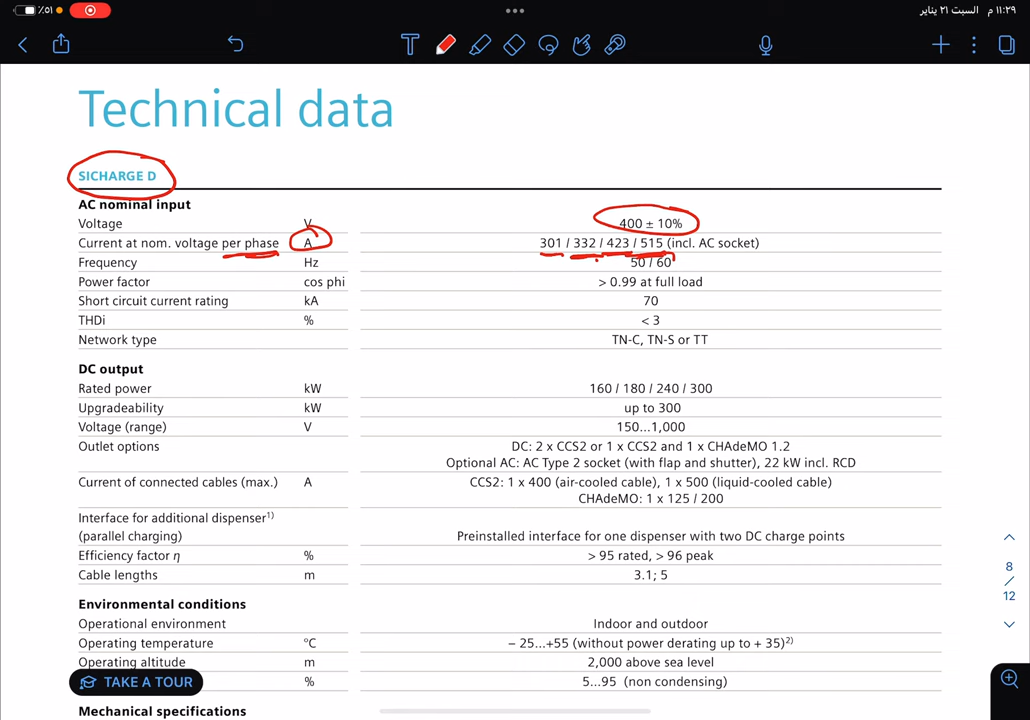 ٥١٪
السبت ٢١ يناير ١١:٢٩ م
Technical data
SICHARGE D
AC nominal input
Voltage V 400 ± 10%
Current at nom. voltage per phase A 301 / 332 / 423 / 515 (incl. AC socket)
Frequency Hz 50 / 60
Power factor cos phi > 0.99 at full load
Short circuit current rating kA 70
THDi % < 3
Network type TN-C, TN-S or TT
DC output
Rated power kW 160 / 180 / 240 / 300
Upgradeability kW up to 300
Voltage (range) V 150...1,000
Outlet options DC: 2 x CCS2 or 1 x CCS2 and 1 x CHAdeMO 1.2
Optional AC: AC Type 2 socket (with flap and shutter), 22 kW incl. RCD
Current of connected cables (max.) A CCS2: 1 x 400 (air-cooled cable), 1 x 500 (liquid-cooled cable)
CHAdeMO: 1 x 125 / 200
Interface for additional dispenser1)
(parallel charging) Preinstalled interface for one dispenser with two DC charge points
Efficiency factor η % > 95 rated, > 96 peak
Cable lengths m 3.1; 5
Environmental conditions
Operational environment Indoor and outdoor
Operating temperature °C – 25...+55 (without power derating up to + 35)2)
Operating altitude m 2,000 above sea level
% 5...95 (non condensing)
Mechanical specifications
TAKE A TOUR
8
/
12